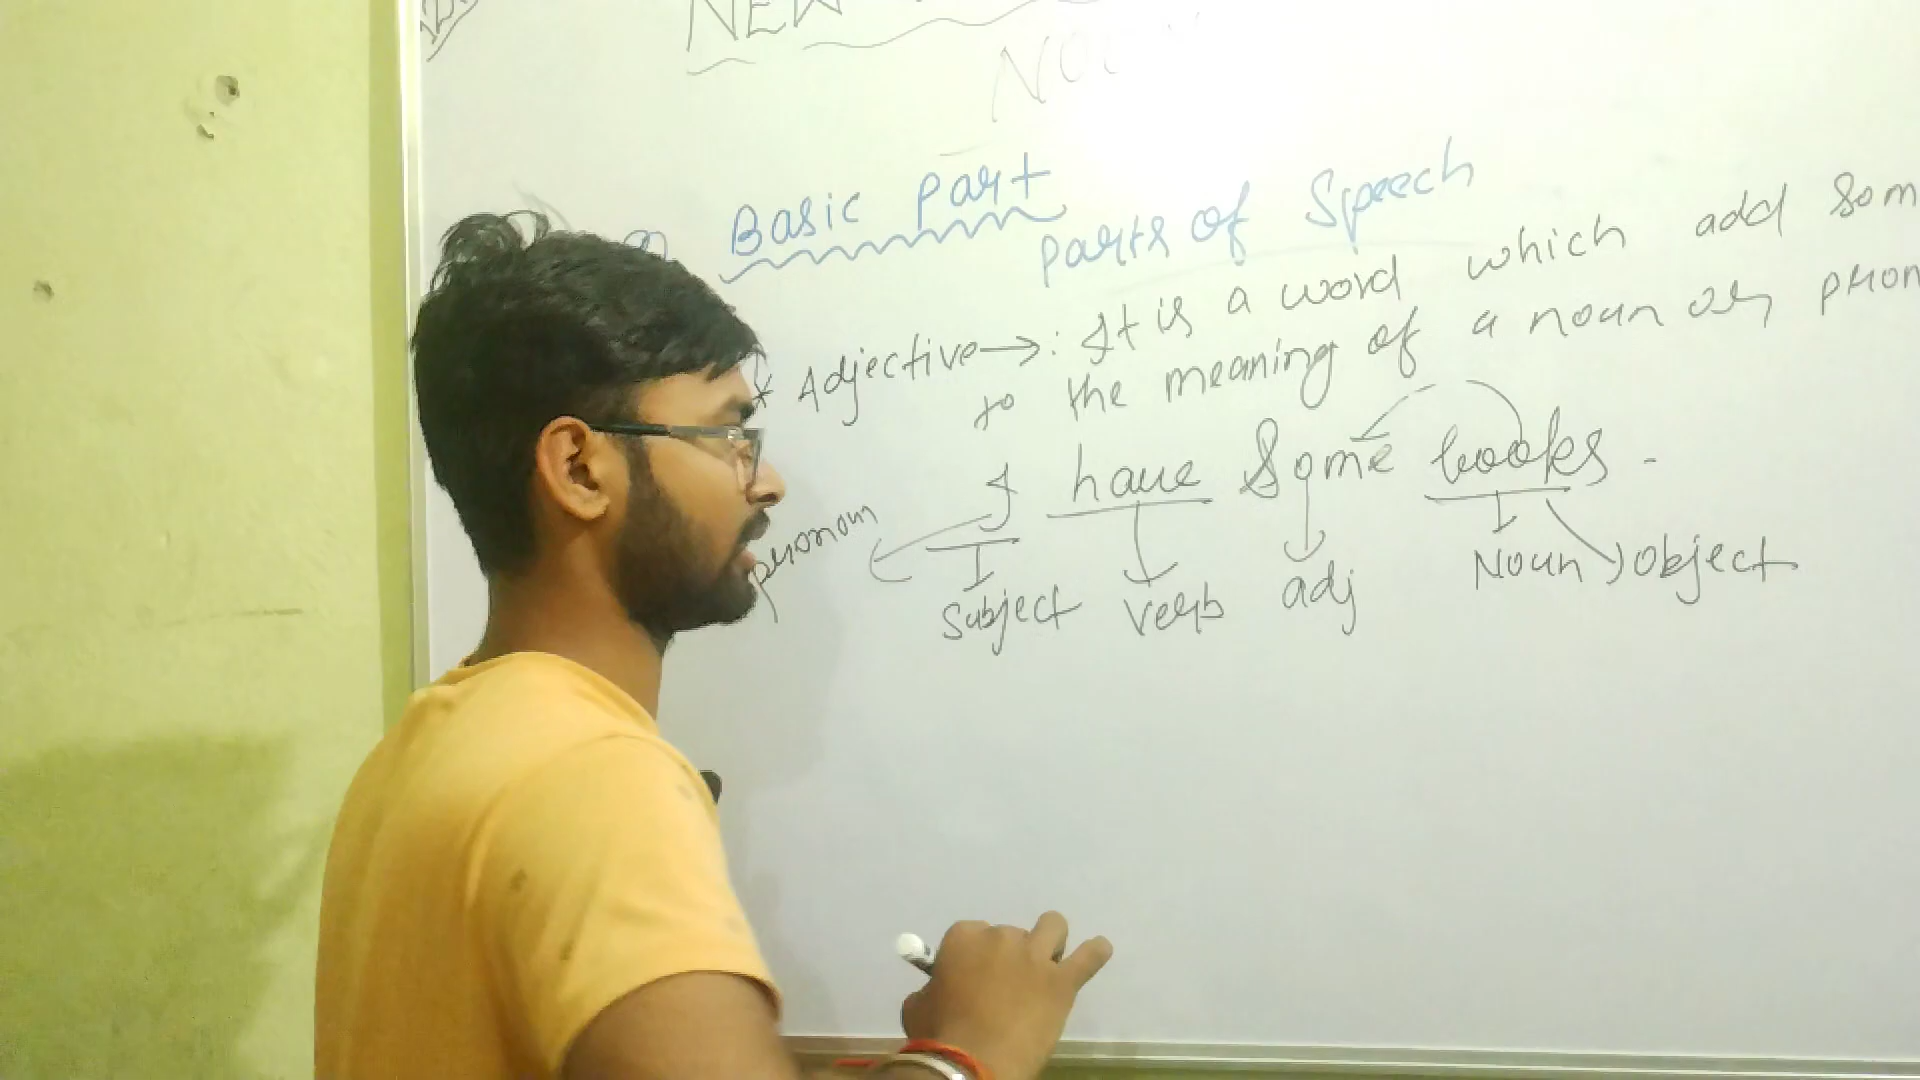 NEW
NOU
Basic Part
Parts of Speech
* Adjective →: It is a word which add Som
to the meaning of a noun or pron
I have Some books.
pronoun
Subject Verb adj Noun object